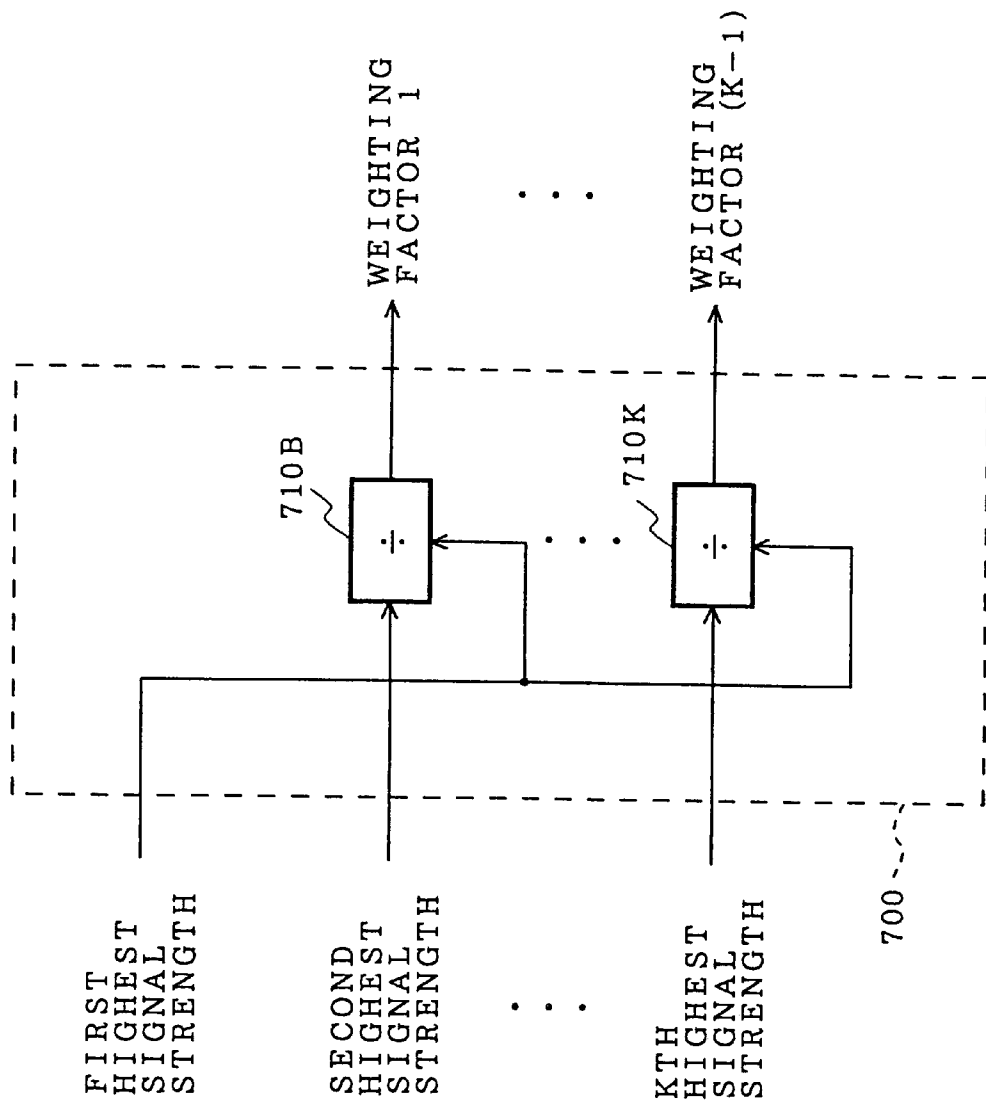 FIRST
HIGHEST
SIGNAL
STRENGTH
SECOND
HIGHEST
SIGNAL
STRENGTH
. . .
KTH
HIGHEST
SIGNAL
STRENGTH
700
710B
÷
. . .
710K
÷
WEIGHTING
FACTOR 1
. . .
WEIGHTING
FACTOR (K-1)